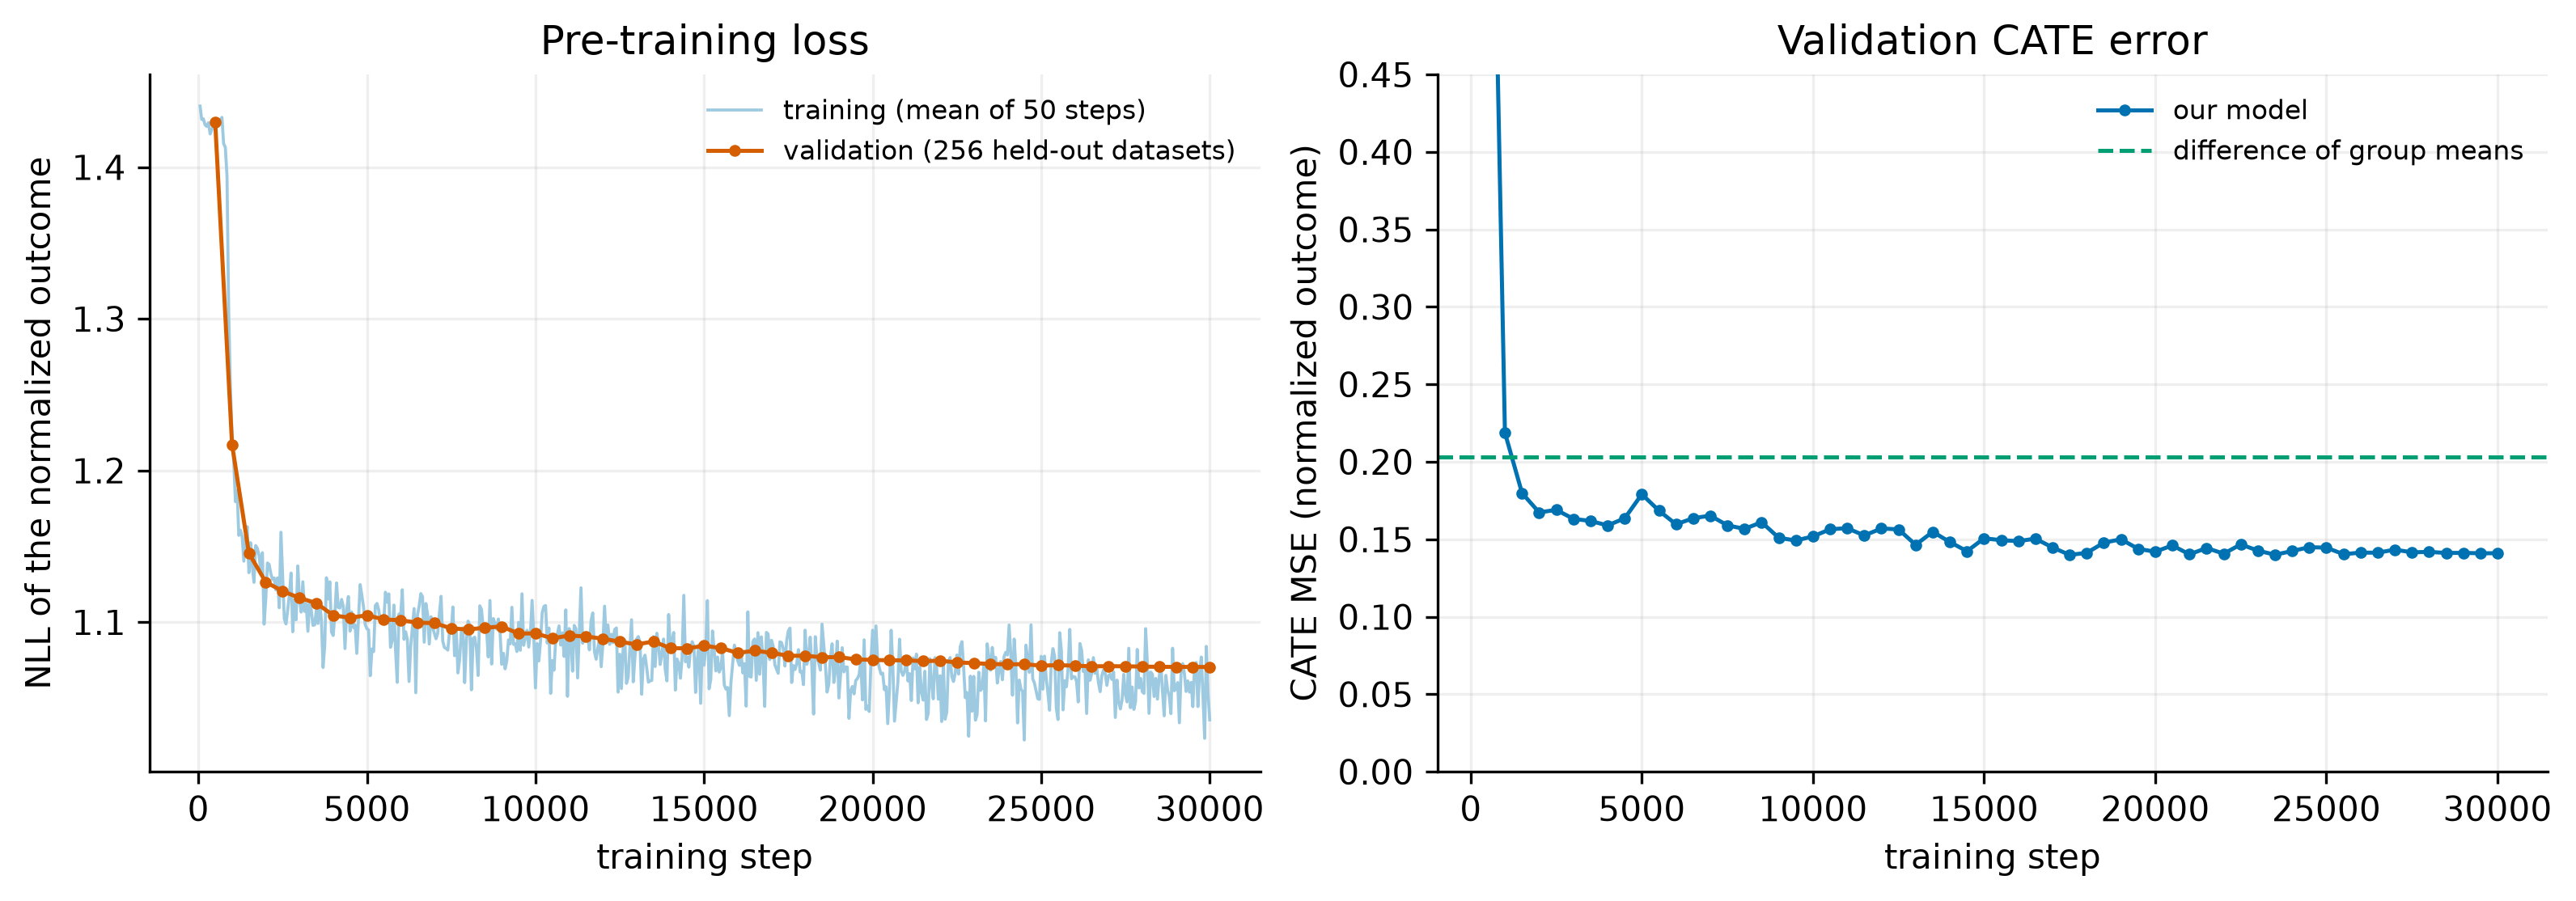 Pre-training loss
NLL of the normalized outcome
1.4
1.3
1.2
1.1
training (mean of 50 steps)
validation (256 held-out datasets)
0 5000 10000 15000 20000 25000 30000
training step
Validation CATE error
CATE MSE (normalized outcome)
0.45
0.40
0.35
0.30
0.25
0.20
0.15
0.10
0.05
0.00
our model
difference of group means
0 5000 10000 15000 20000 25000 30000
training step